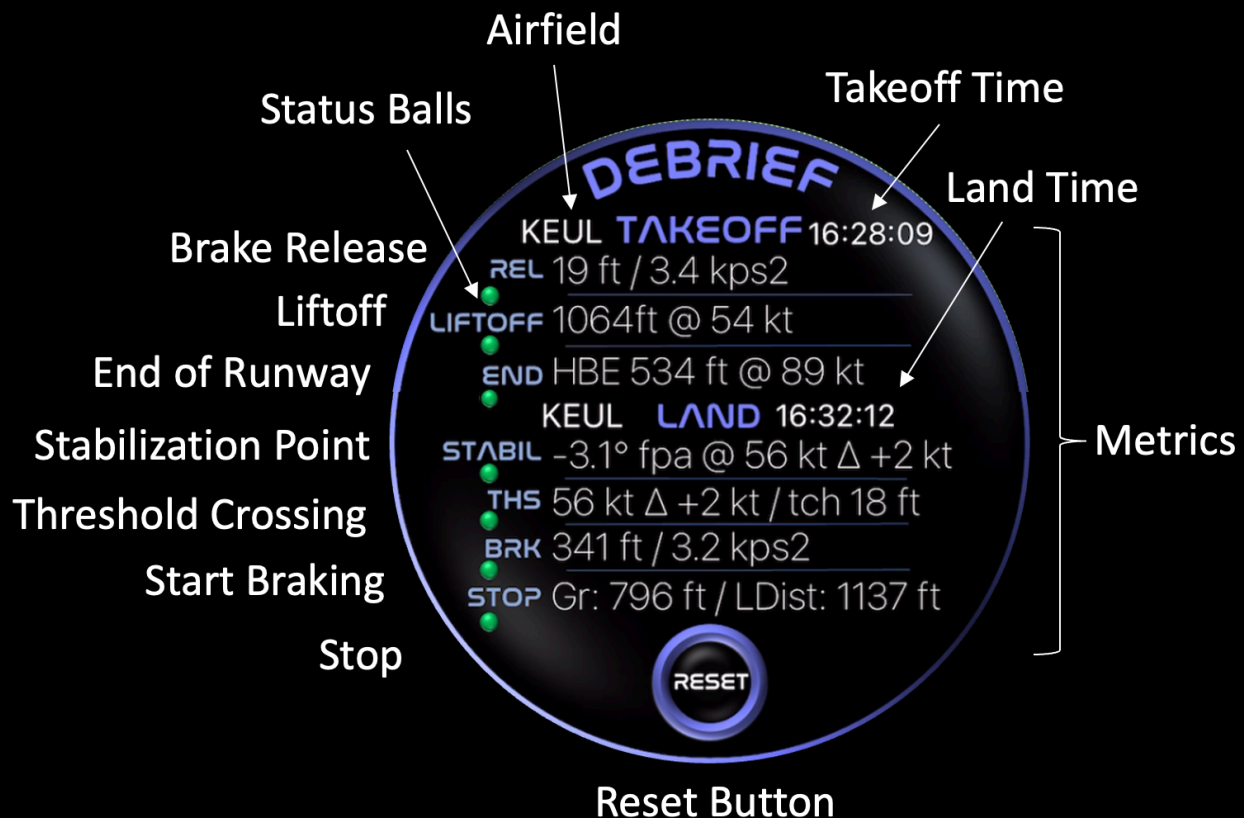 Airfield
Takeoff Time
Status Balls
Land Time
DEBRIEF
KEUL TAKEOFF 16:28:09
Brake Release
REL 19 ft / 3.4 kps2
Liftoff
LIFTOFF 1064ft @ 54 kt
End of Runway
END HBE 534 ft @ 89 kt
KEUL LAND 16:32:12
Stabilization Point
STABIL -3.1° fpa @ 56 kt Δ +2 kt
Metrics
Threshold Crossing
THS 56 kt Δ +2 kt / tch 18 ft
Start Braking
BRK 341 ft / 3.2 kps2
STOP Gr: 796 ft / LDist: 1137 ft
Stop
RESET
Reset Button